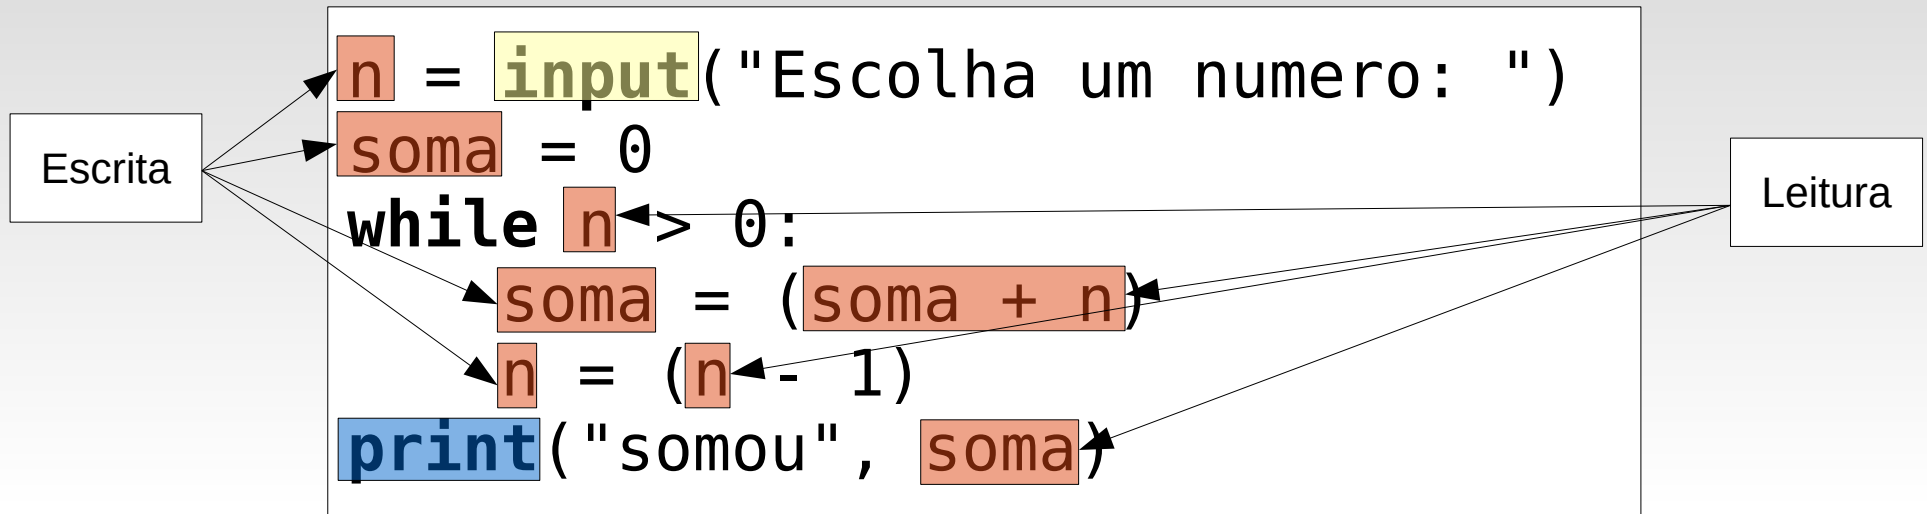 n = input("Escolha um numero: ")
soma = 0
while n > 0:
soma = (soma + n)
n = (n - 1)
print("somou", soma)
Escrita
Leitura